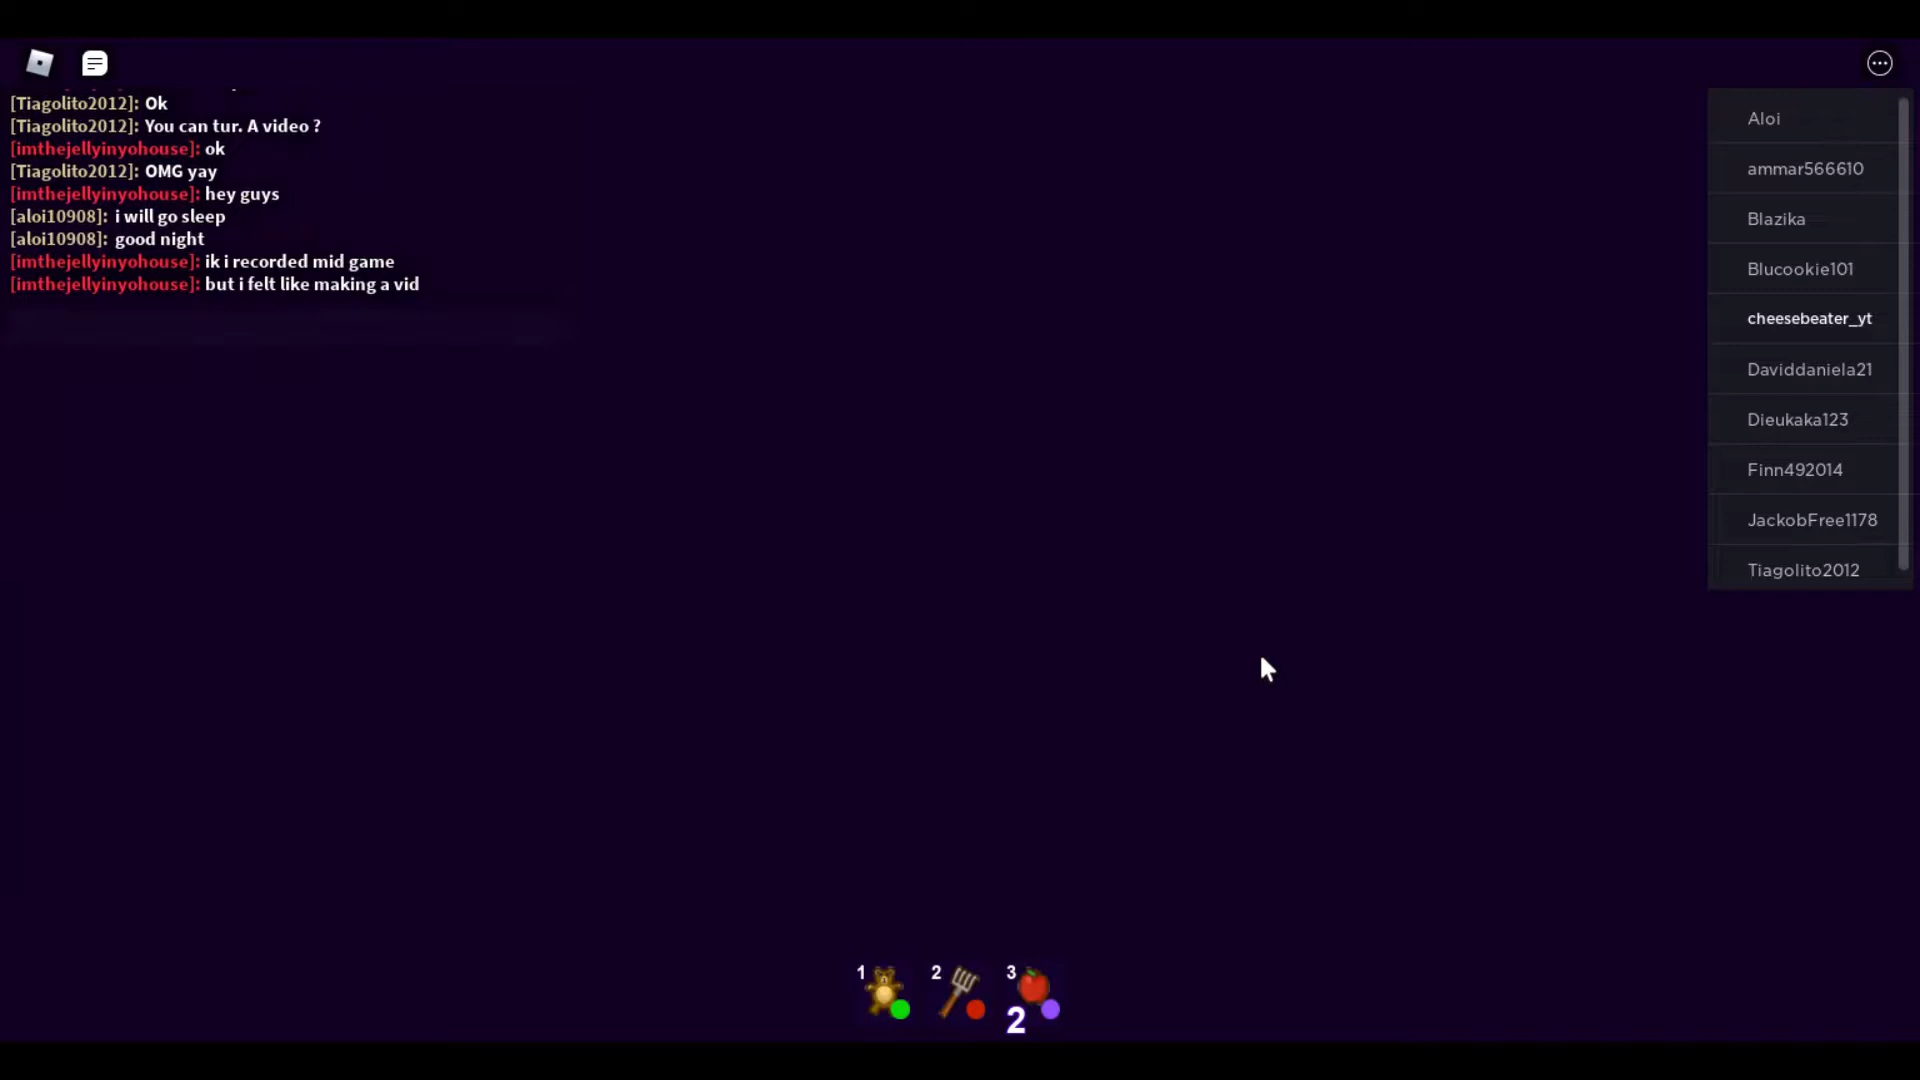 [Tiagolito2012]: Ok
[Tiagolito2012]: You can tur. A video ?
[imthejellyinyohouse]: ok
[Tiagolito2012]: OMG yay
[imthejellyinyohouse]: hey guys
[aloi10908]: i will go sleep
[aloi10908]: good night
[imthejellyinyohouse]: ik i recorded mid game
[imthejellyinyohouse]: but i felt like making a vid
Aloi
ammar566610
Blazika
Blucookie101
cheesebeater_yt
Daviddaniela21
Dieukaka123
Finn492014
JackobFree1178
Tiagolito2012
1 2 3
2